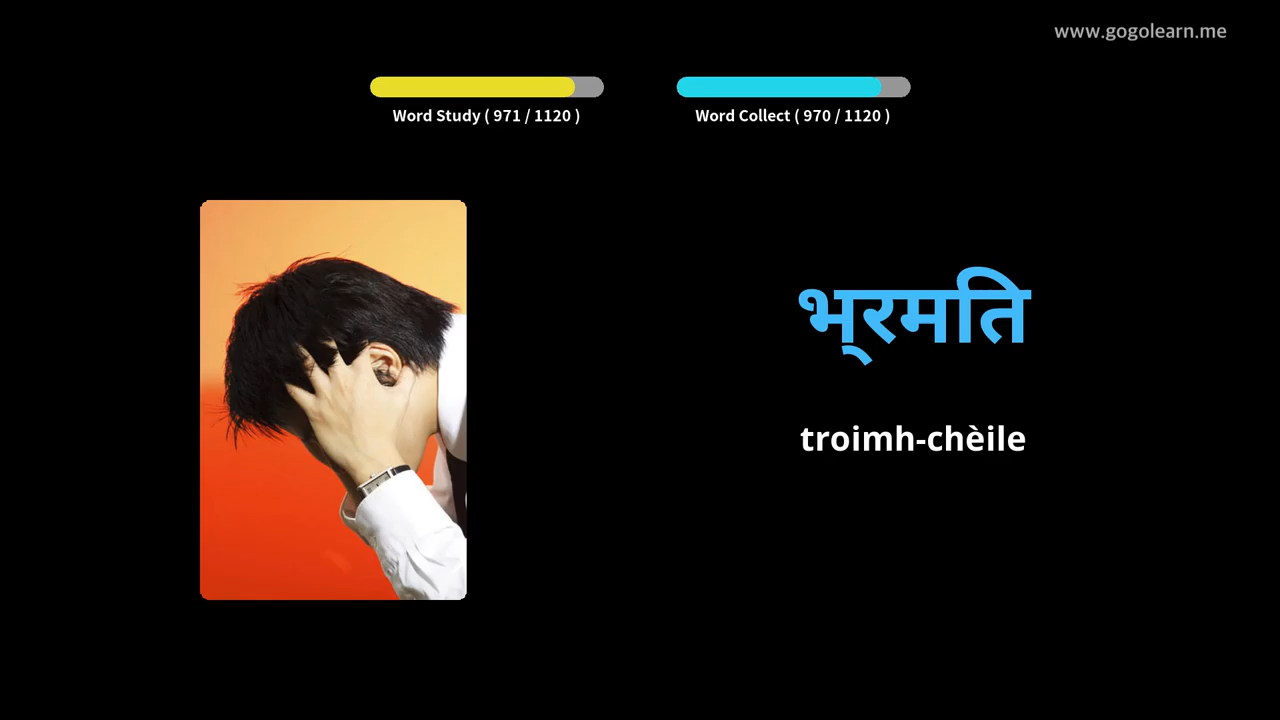 www.gogolearn.me
Word Study ( 971 / 1120 )
Word Collect ( 970 / 1120 )
भ्रमति
troimh-chèile